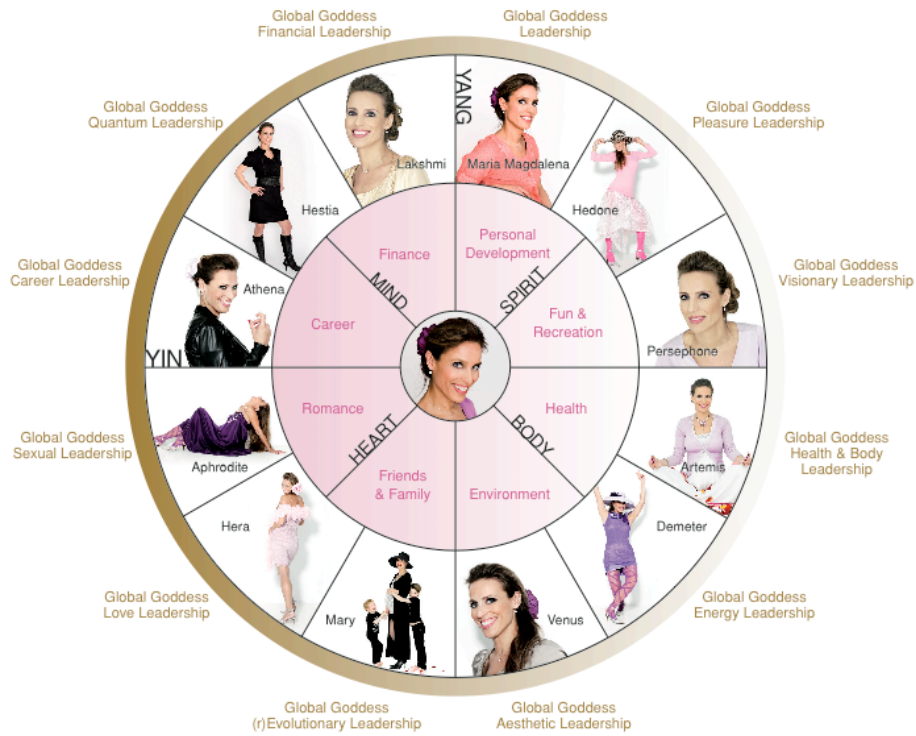 Global Goddess
Financial Leadership
Global Goddess
Leadership
Global Goddess
Quantum Leadership
Global Goddess
Pleasure Leadership
YANG
Lakshmi
Maria Magdalena
Hestia
Hedone
Finance
Personal
Development
Global Goddess
Career Leadership
Athena
MIND
SPIRIT
Global Goddess
Visionary Leadership
Career
Fun &
Recreation
YIN
Persephone
Romance
Health
Global Goddess
Sexual Leadership
Aphrodite
HEART
BODY
Artemis
Global Goddess
Health & Body
Leadership
Friends
& Family
Environment
Hera
Demeter
Global Goddess
Love Leadership
Mary
Venus
Global Goddess
Energy Leadership
Global Goddess
(r)Evolutionary Leadership
Global Goddess
Aesthetic Leadership